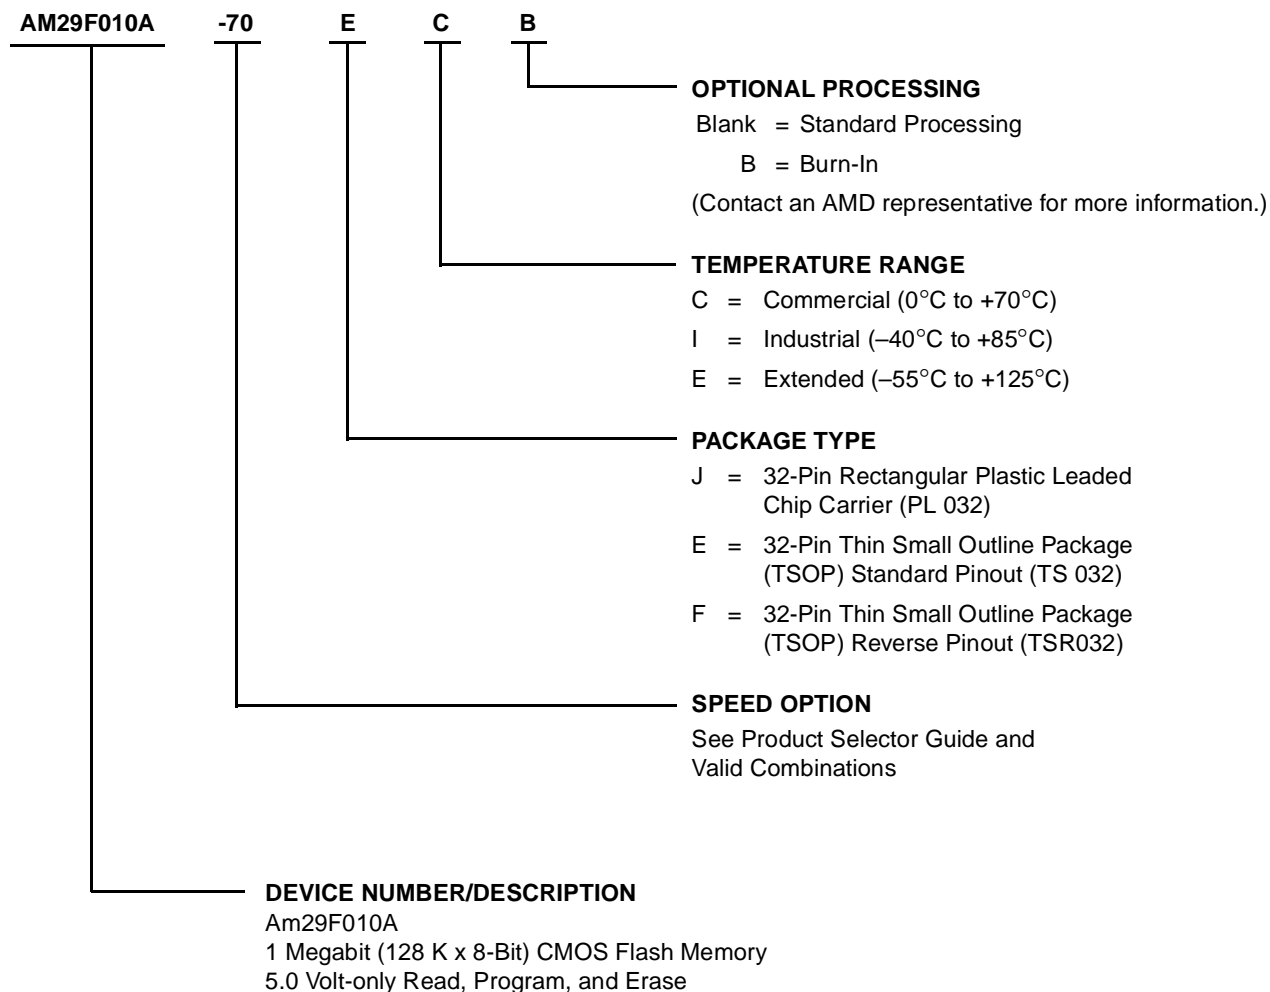 AM29F010A -70 E C B
OPTIONAL PROCESSING
Blank = Standard Processing
B = Burn-In
(Contact an AMD representative for more information.)
TEMPERATURE RANGE
C = Commercial (0°C to +70°C)
I = Industrial (–40°C to +85°C)
E = Extended (–55°C to +125°C)
PACKAGE TYPE
J = 32-Pin Rectangular Plastic Leaded
Chip Carrier (PL 032)
E = 32-Pin Thin Small Outline Package
(TSOP) Standard Pinout (TS 032)
F = 32-Pin Thin Small Outline Package
(TSOP) Reverse Pinout (TSR032)
SPEED OPTION
See Product Selector Guide and
Valid Combinations
DEVICE NUMBER/DESCRIPTION
Am29F010A
1 Megabit (128 K x 8-Bit) CMOS Flash Memory
5.0 Volt-only Read, Program, and Erase